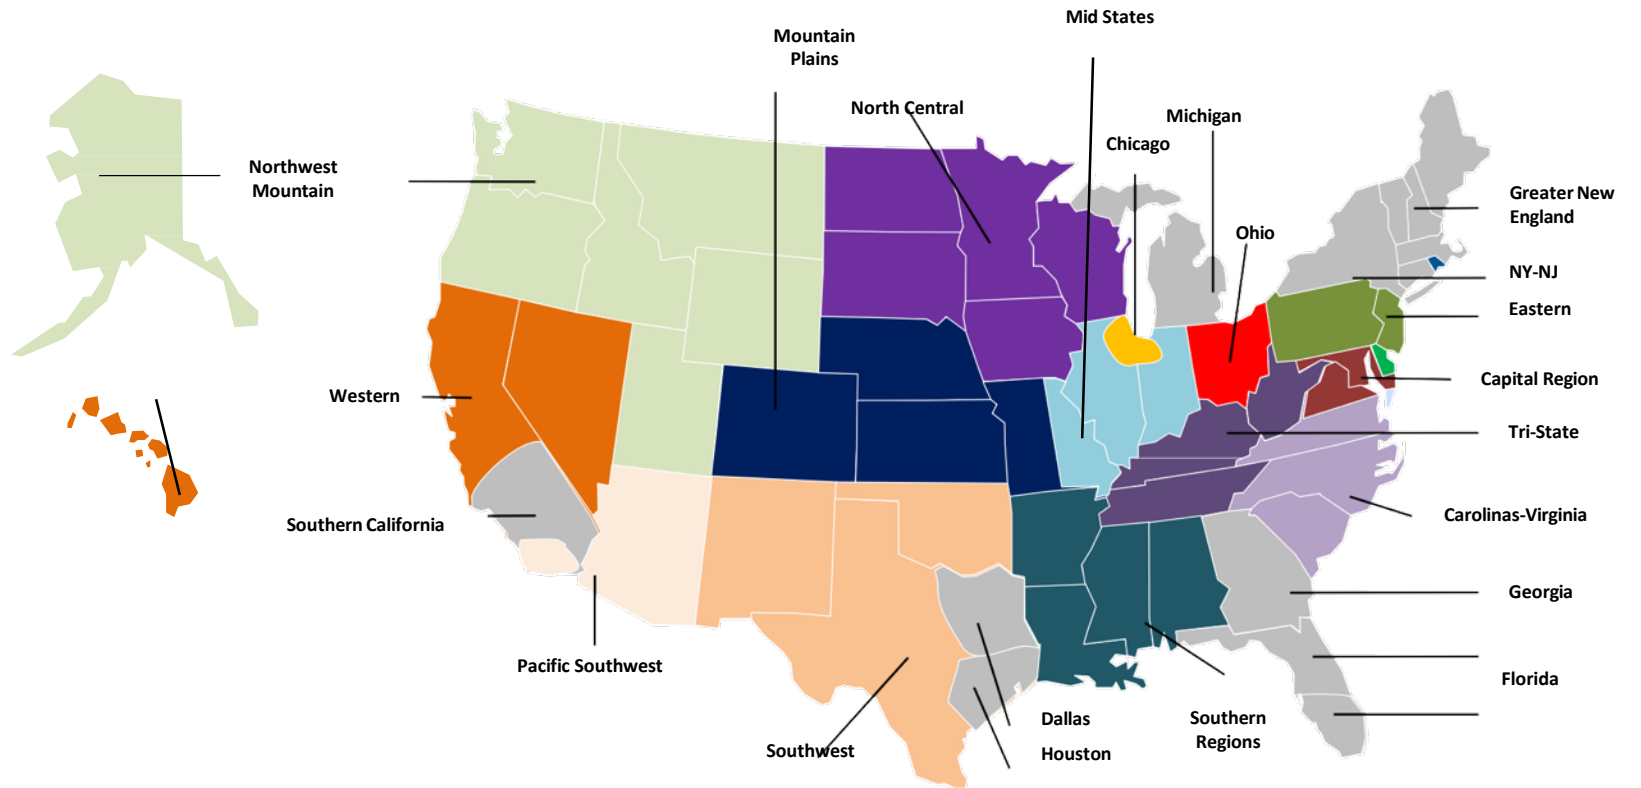 Mid States
Mountain
Plains
North Central
Michigan
Chicago
Northwest
Mountain
Greater New
England
Ohio
NY-NJ
Eastern
Capital Region
Western
Tri-State
Southern California
Carolinas-Virginia
Georgia
Pacific Southwest
Florida
Dallas
Southern
Regions
Southwest
Houston